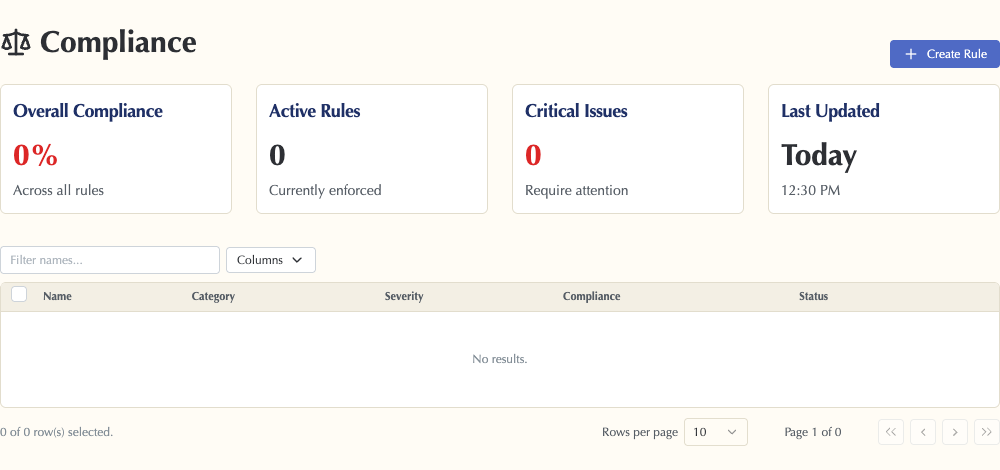 Compliance
Create Rule
Overall Compliance
0%
Across all rules
Active Rules
0
Currently enforced
Critical Issues
0
Require attention
Last Updated
Today
12:30 PM
Filter names...
Columns
Name Category Severity Compliance Status
No results.
0 of 0 row(s) selected.
Rows per page 10 Page 1 of 0